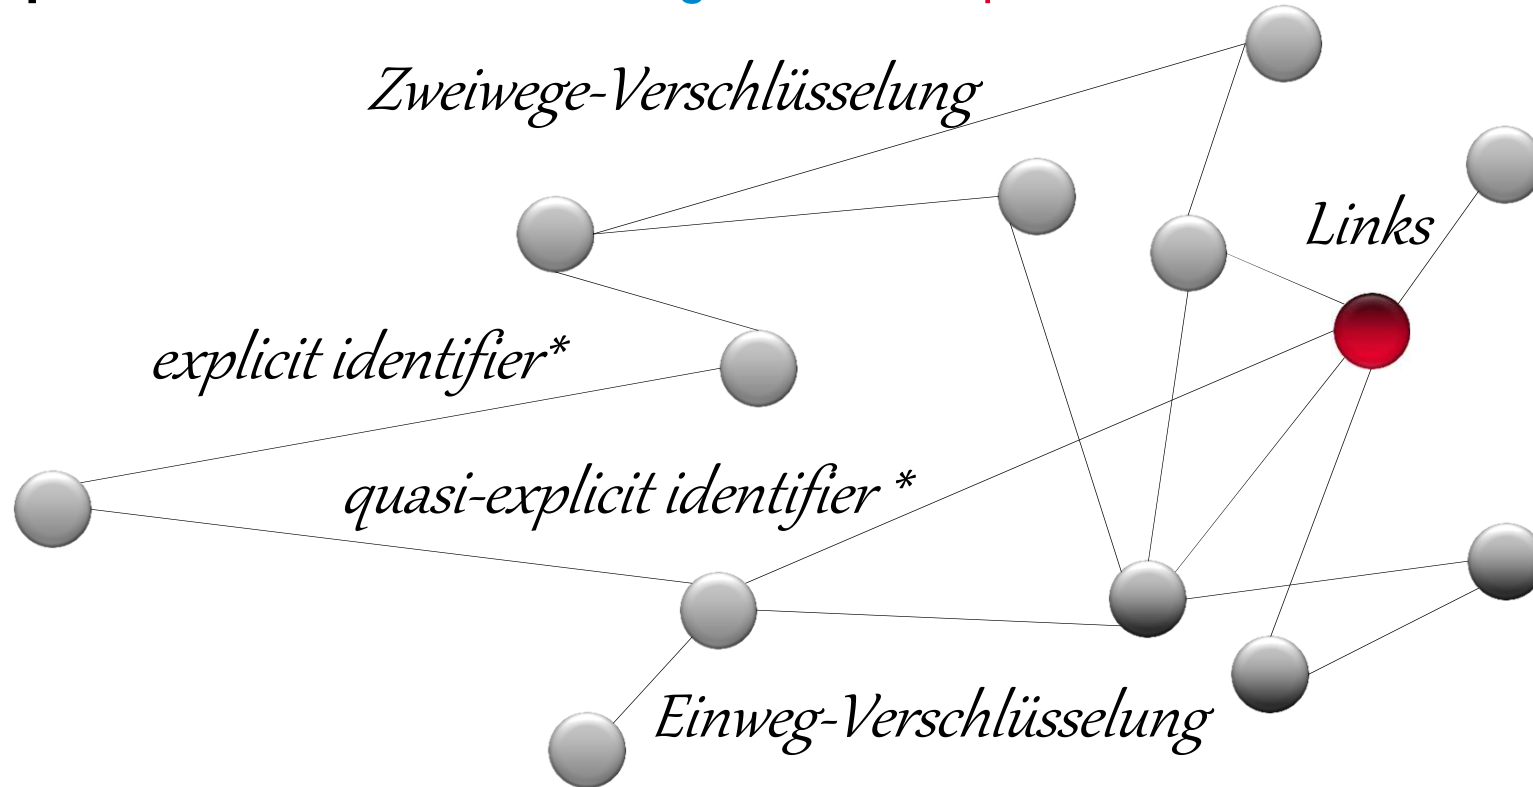 Zweiwege-Verschlüsselung
Links
explicit identifier*
quasi-explicit identifier *
Einweg-Verschlüsselung